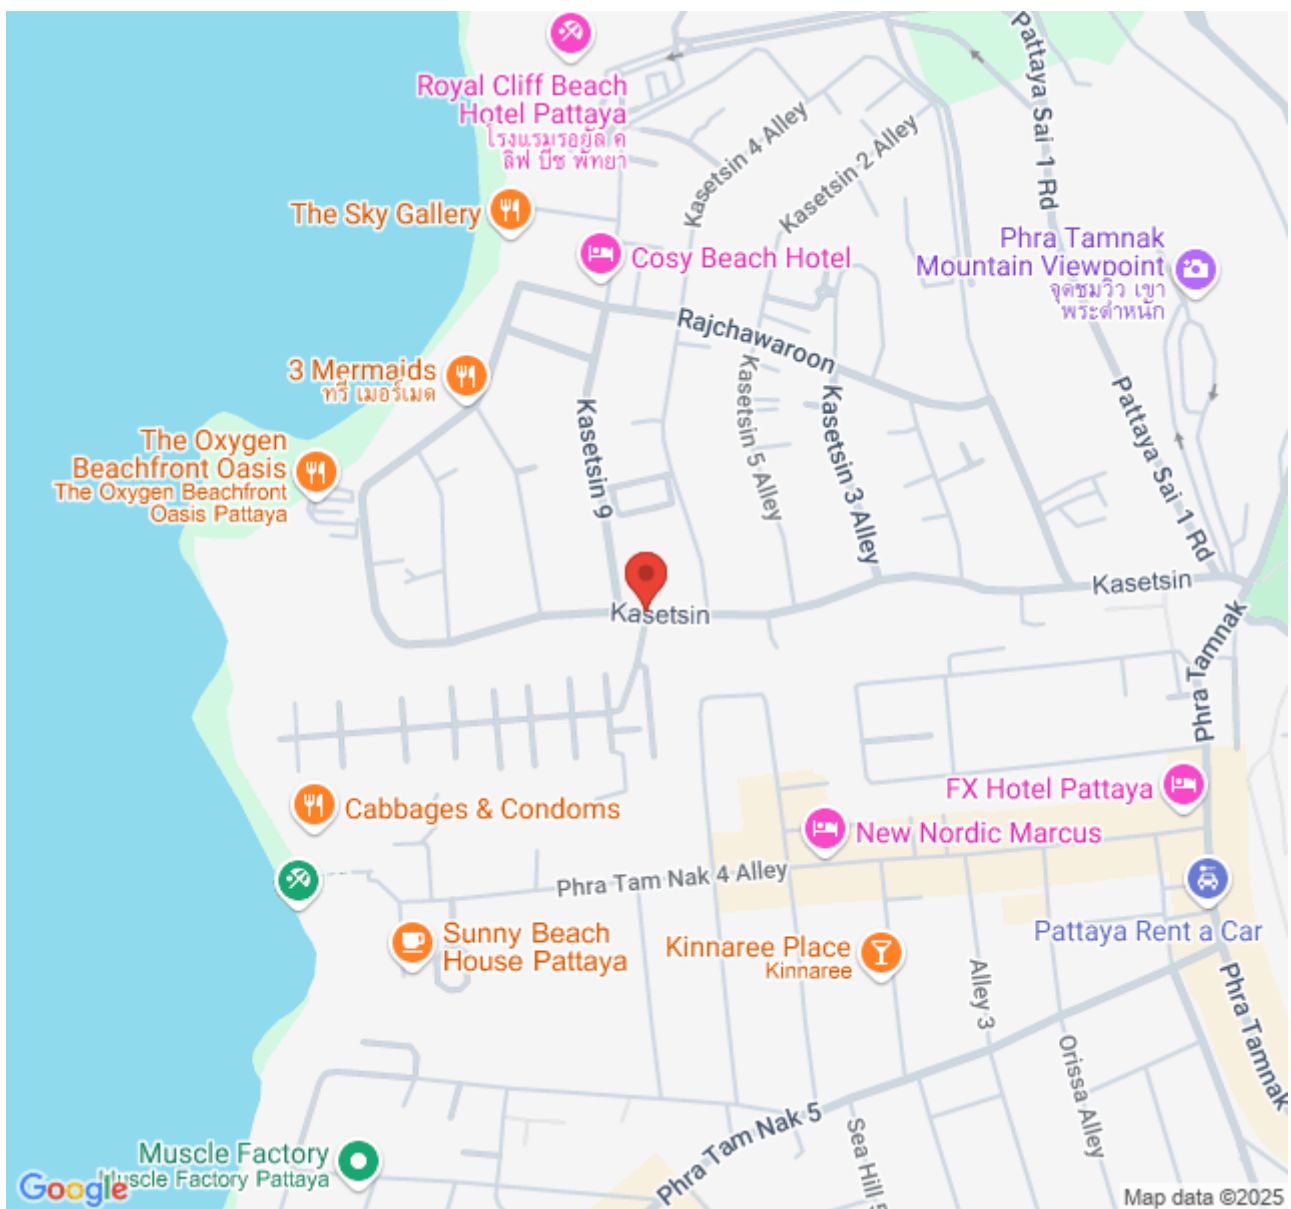 Royal Cliff Beach
Hotel Pattaya
โรงแรมรอยัล ค
ลิฟ บีช พัทยา
Pattaya Sai 1 Rd
Kasetsin 4 Alley
Kasetsin 2 Alley
The Sky Gallery
Cosy Beach Hotel
Phra Tamnak
Mountain Viewpoint
จุดชมวิว เขา
พระตำหนัก
Rajchawaroon
3 Mermaids
ทรี เมอร์เมด
Kasetsin 9
Kasetsin 5 Alley
Kasetsin 3 Alley
Pattaya Sai 1 Rd
The Oxygen
Beachfront Oasis
The Oxygen Beachfront
Oasis Pattaya
Kasetsin
Kasetsin
Phra Tamnak
FX Hotel Pattaya
Cabbages & Condoms
New Nordic Marcus
Phra Tam Nak 4 Alley
Pattaya Rent a Car
Sunny Beach
House Pattaya
Kinnaree Place
Kinnaree
Alley 3
Phra Tamnak
Orissa Alley
Phra Tam Nak 5
Sea Hill 5
Muscle Factory
Muscle Factory Pattaya
Google
Map data ©2025